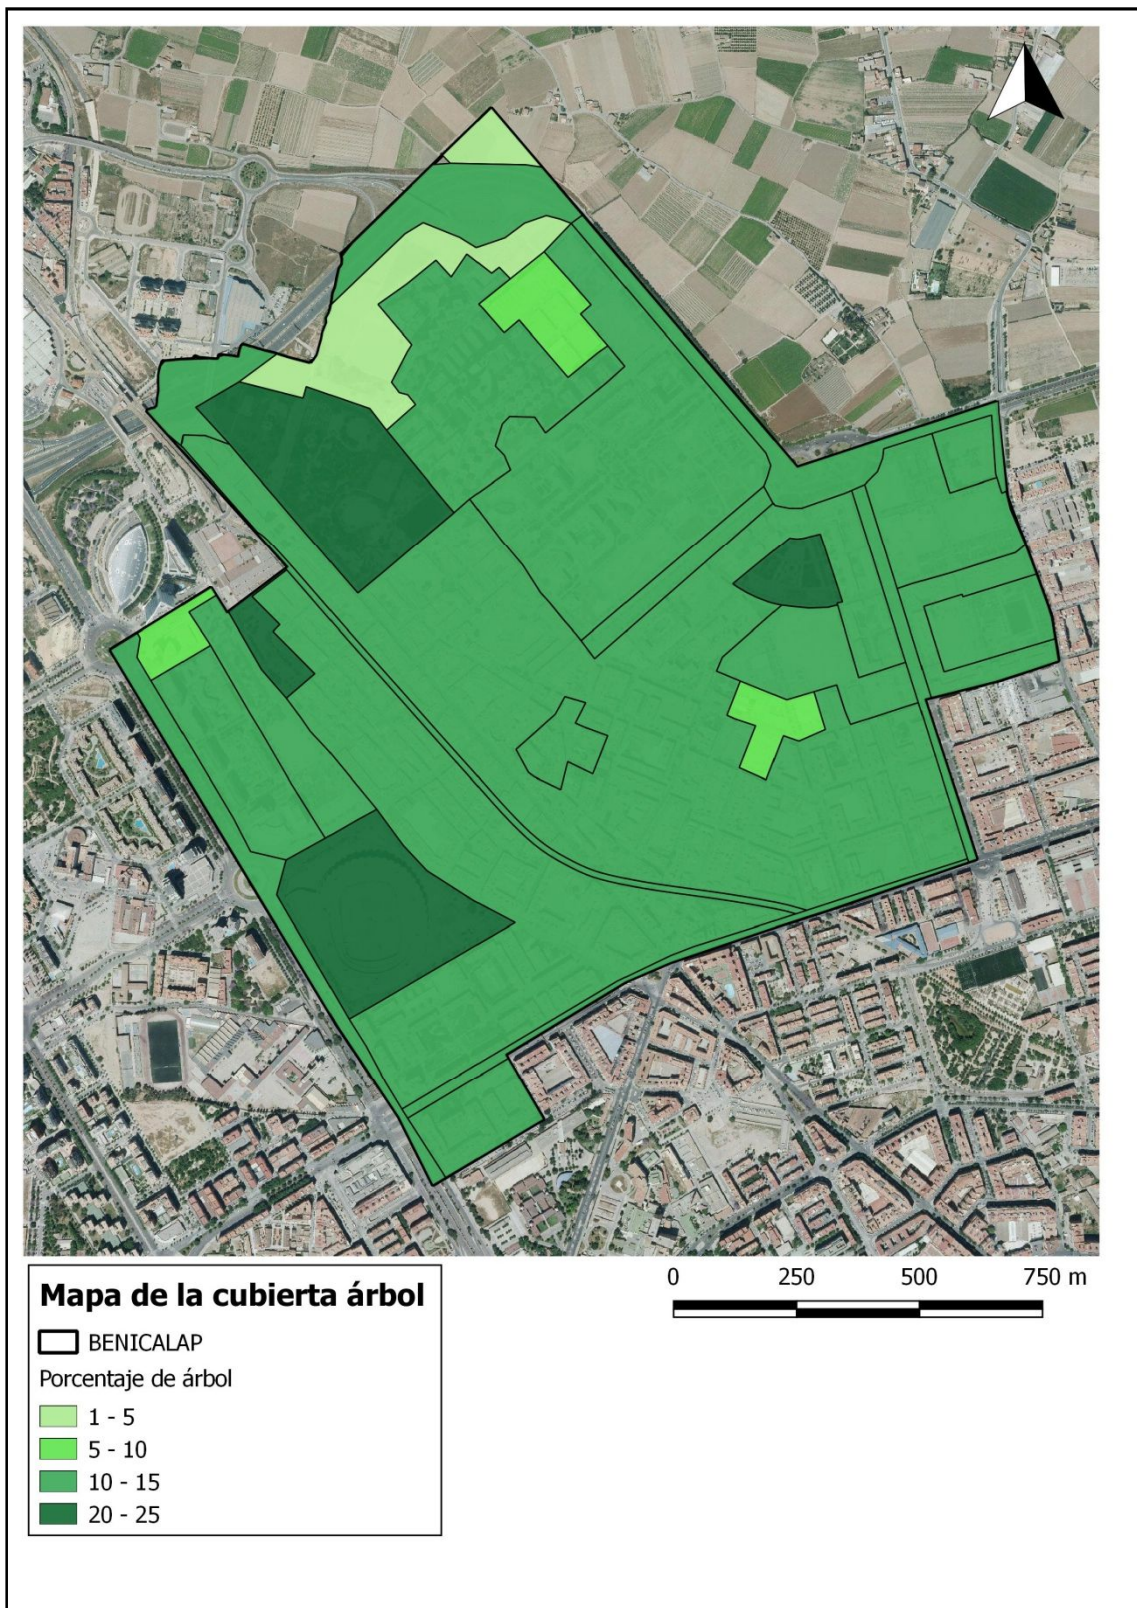 0 250 500 750 m
Mapa de la cubierta árbol
BENICALAP
Porcentaje de árbol
1 - 5
5 - 10
10 - 15
20 - 25